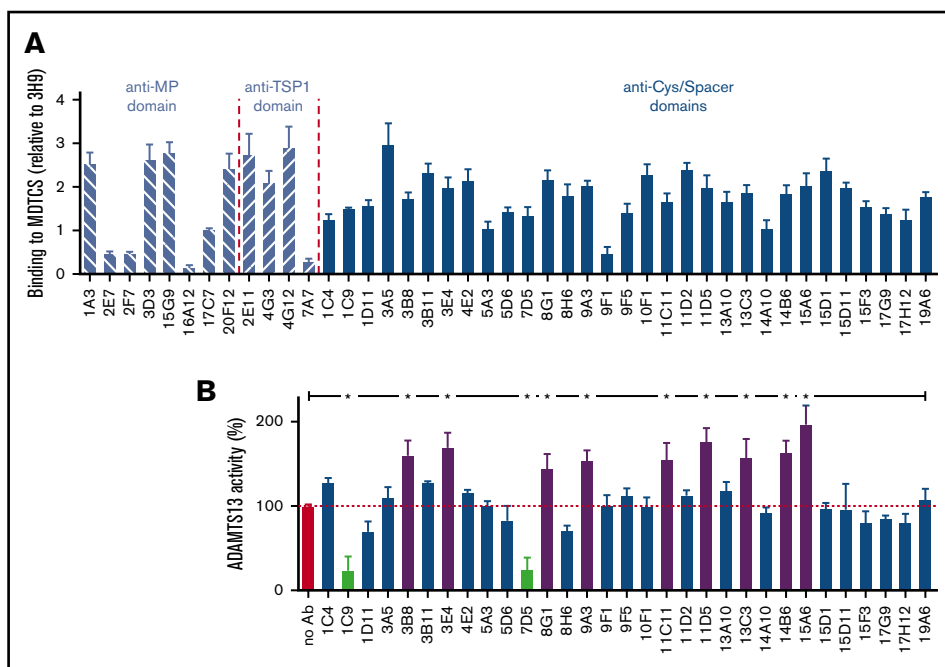 A
anti-MP domain
anti-TSP1 domain
anti-Cys/Spacer domains
Binding to MDTCS (relative to 3H9)
4
3
2
1
0
1A3 2E7 2F7 3D3 15G9 16A12 17C7 20F12 2E11 4G3 4G12 7A7 1C4 1C9 1D11 3A5 3B8 3B11 3E4 4E2 5A3 5D6 7D5 8G1 8H6 9A3 9F1 9F5 10F1 11C11 11D2 11D5 13A10 13C3 14A10 14B6 15A6 15D1 15D11 15F3 17G9 17H12 19A6
B
* * * * * * * * * * *
ADAMTS13 activity (%)
200
100
0
no Ab 1C4 1C9 1D11 3A5 3B8 3B11 3E4 4E2 5A3 5D6 7D5 8G1 8H6 9A3 9F1 9F5 10F1 11C11 11D2 11D5 13A10 13C3 14A10 14B6 15A6 15D1 15D11 15F3 17G9 17H12 19A6